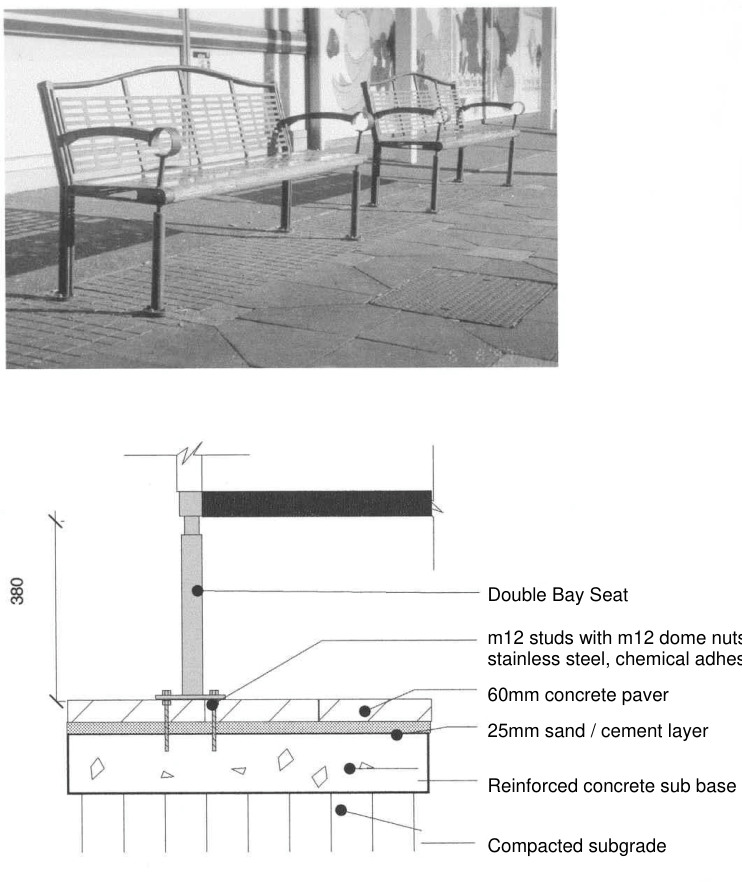 380
Double Bay Seat
m12 studs with m12 dome nuts
stainless steel, chemical
60mm concrete paver
25mm sand / cement layer
Reinforced concrete sub base
Compacted subgrade